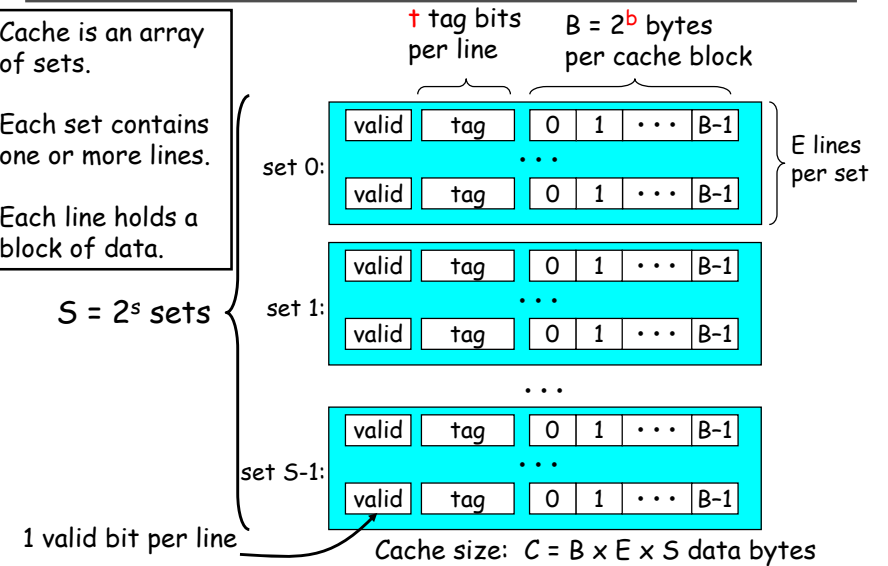 Cache is an array
of sets.
Each set contains
one or more lines.
Each line holds a
block of data.
t tag bits
per line
B = 2ᵇ bytes
per cache block
set 0:
valid tag 0 1 ··· B-1
···
valid tag 0 1 ··· B-1
E lines
per set
S = 2ˢ sets
set 1:
valid tag 0 1 ··· B-1
···
valid tag 0 1 ··· B-1
···
set S-1:
valid tag 0 1 ··· B-1
···
valid tag 0 1 ··· B-1
1 valid bit per line
Cache size: C = B x E x S data bytes